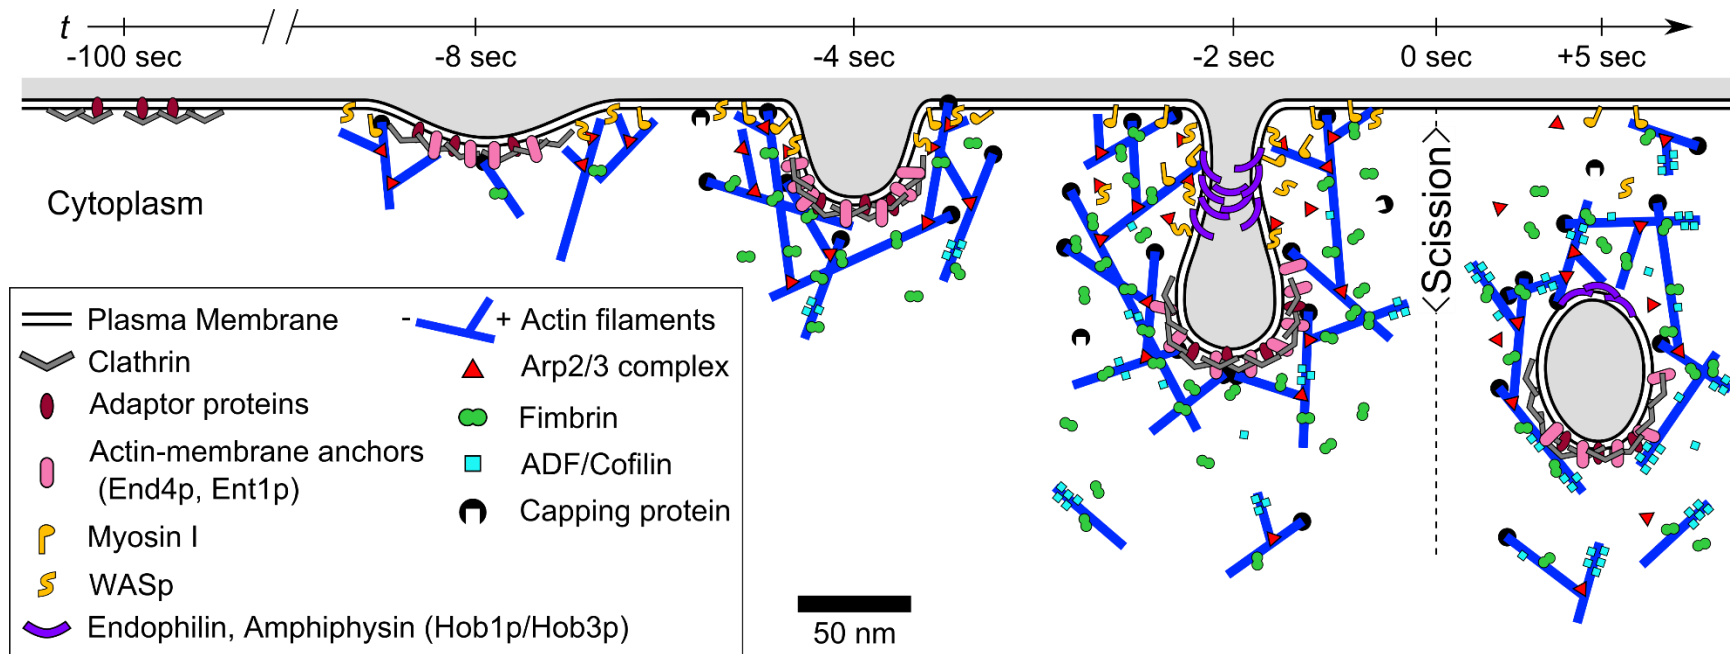 t
-100 sec
-8 sec
-4 sec
-2 sec
0 sec
+5 sec
Cytoplasm
Scission
Plasma Membrane
Clathrin
Adaptor proteins
Actin-membrane anchors
(End4p, Ent1p)
Myosin I
WASp
Endophilin, Amphiphysin (Hob1p/Hob3p)
- + Actin filaments
Arp2/3 complex
Fimbrin
ADF/Cofilin
Capping protein
50 nm